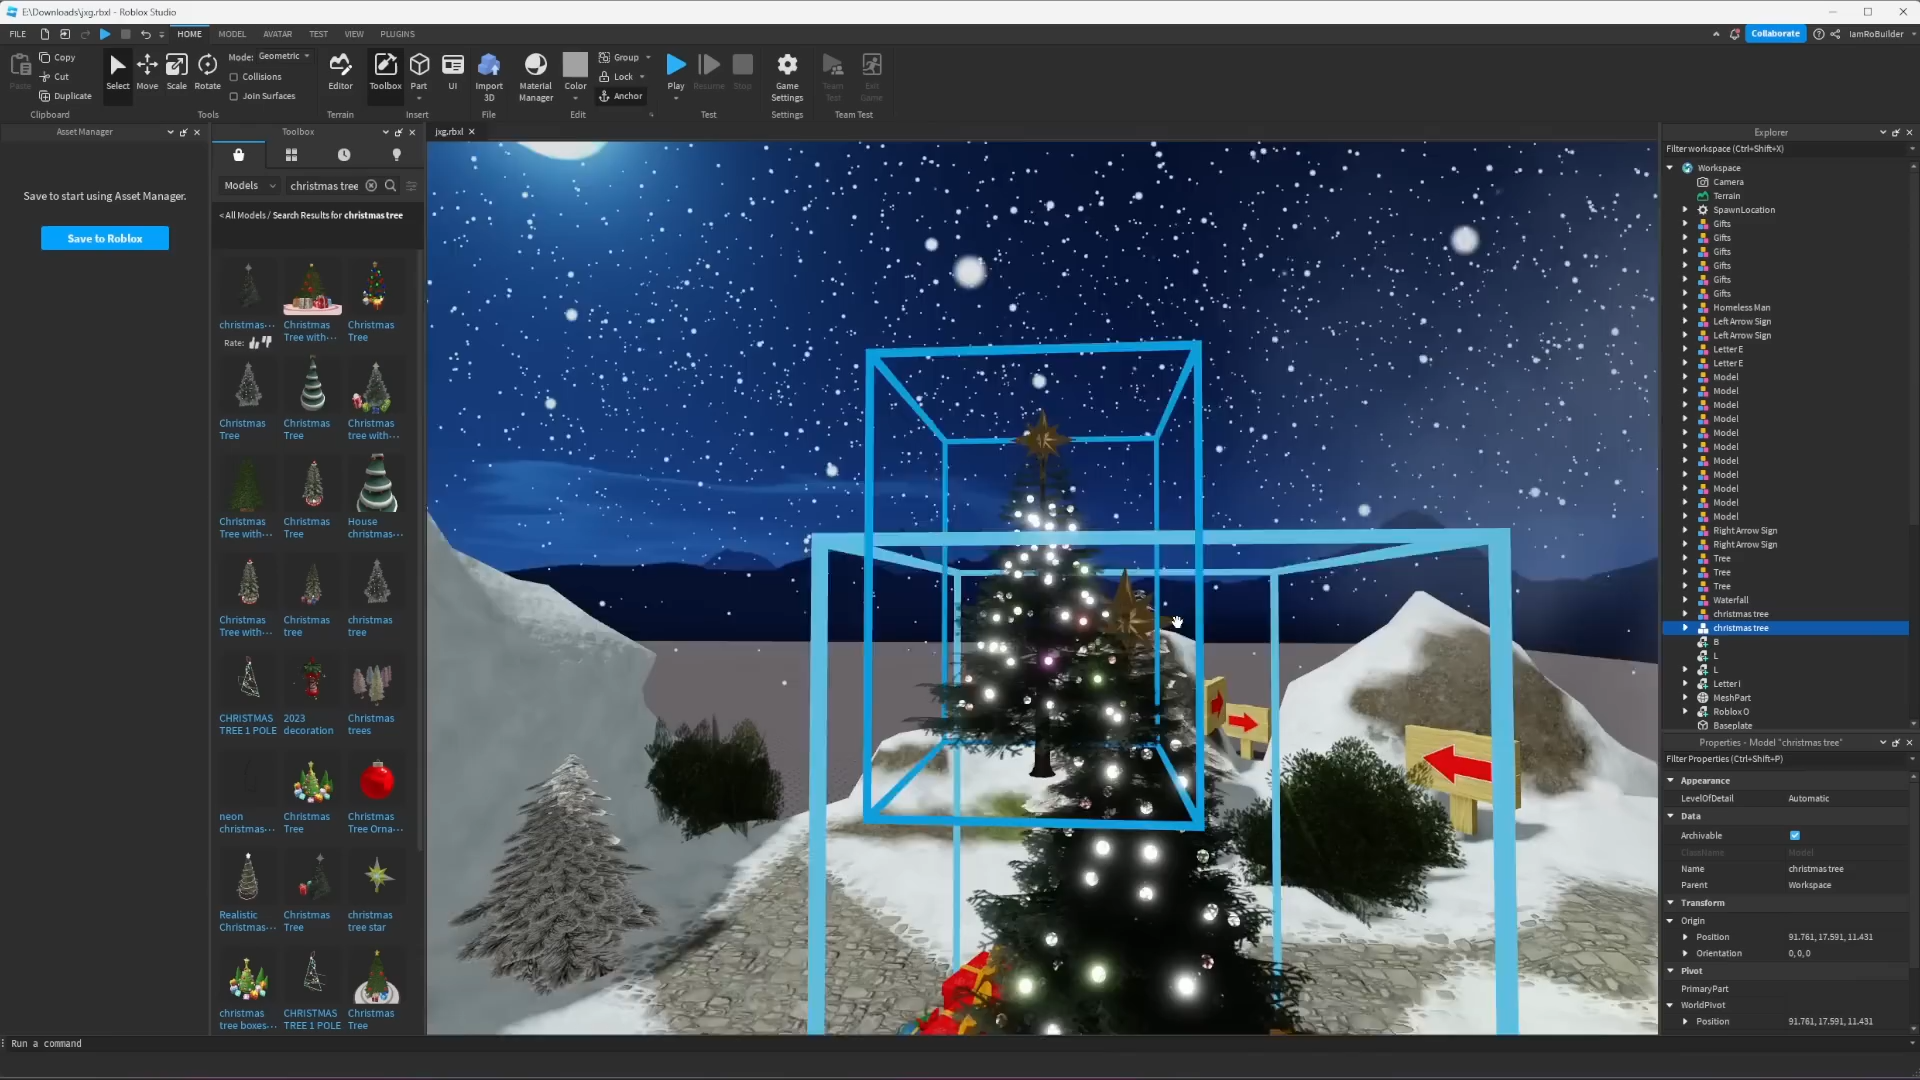 E:\Downloads\jxg.rbxl - Roblox Studio
FILE
HOME
MODEL
AVATAR
TEST
VIEW
PLUGINS
Collaborate
IamRoBuilder
Paste
Copy
Cut
Duplicate
Clipboard
Select
Move
Scale
Rotate
Mode: Geometric
Collisions
Join Surfaces
Tools
Editor
Terrain
Toolbox
Part
UI
Insert
Import
3D
File
Material
Manager
Color
Group
Lock
Anchor
Edit
Play
Resume
Stop
Test
Game
Settings
Settings
Team
Test
Exit
Game
Team Test
Asset Manager
Save to start using Asset Manager.
Save to Roblox
Toolbox
Models
christmas tree
< All Models / Search Results for christmas tree
christmas···
Rate:
Christmas
Tree with···
Christmas
Tree
Christmas
Tree
Christmas
Tree
Christmas
tree with···
Christmas
Tree with···
Christmas
Tree
House
christmas···
Christmas
Tree with···
Christmas
tree
christmas
tree
CHRISTMAS
TREE 1 POLE
2023
decoration
Christmas
trees
neon
christmas···
Christmas
Tree
Christmas
Tree Orna···
Realistic
Christmas···
Christmas
Tree
christmas
tree star
christmas
tree boxes···
CHRISTMAS
TREE 1 POLE
Christmas
Tree
jxg.rbxl
Explorer
Filter workspace (Ctrl+Shift+X)
Workspace
Camera
Terrain
SpawnLocation
Gifts
Gifts
Gifts
Gifts
Gifts
Gifts
Homeless Man
Left Arrow Sign
Left Arrow Sign
Letter E
Letter E
Model
Model
Model
Model
Model
Model
Model
Model
Model
Model
Model
Right Arrow Sign
Right Arrow Sign
Tree
Tree
Tree
Waterfall
christmas tree
christmas tree
B
L
L
Letter i
MeshPart
Roblox O
Baseplate
Properties - Model "christmas tree"
Filter Properties (Ctrl+Shift+P)
Appearance
LevelOfDetail Automatic
Data
Archivable
ClassName Model
Name christmas tree
Parent Workspace
Transform
Origin
Position 91.761, 17.591, 11.431
Orientation 0, 0, 0
Pivot
PrimaryPart
WorldPivot
Position 91.761, 17.591, 11.431
Run a command